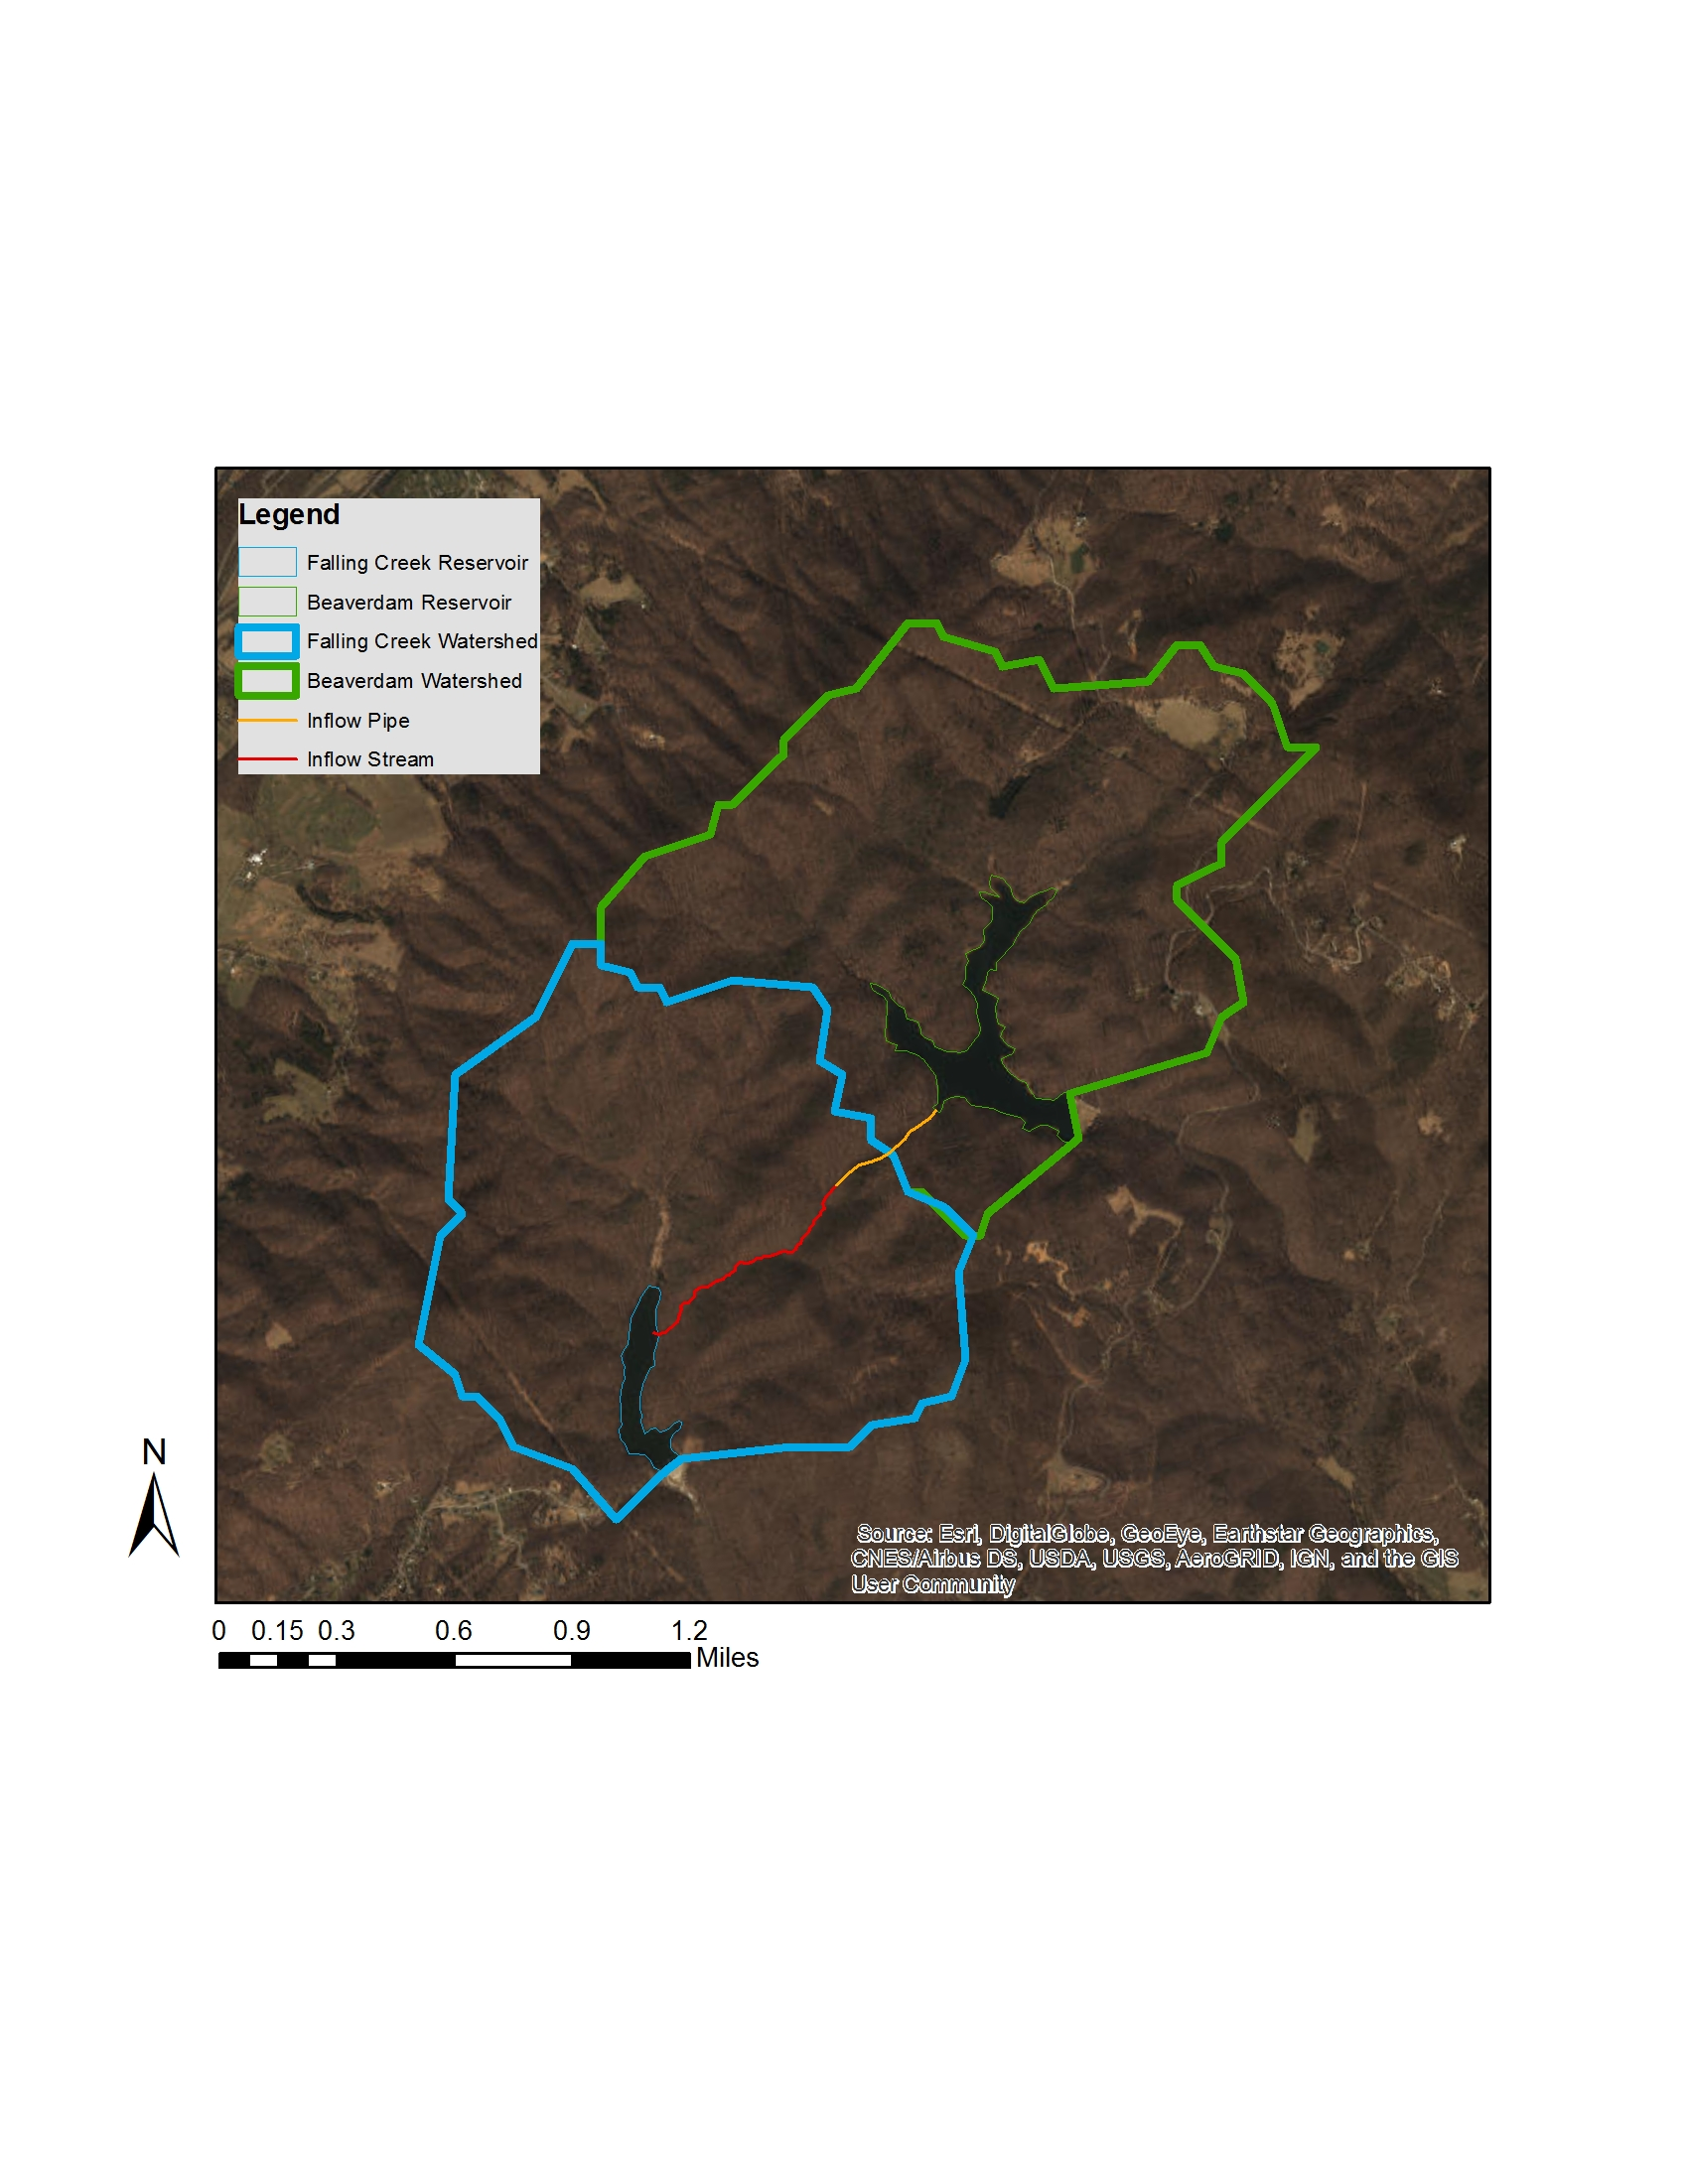 Legend
Falling Creek Reservoir
Beaverdam Reservoir
Falling Creek Watershed
Beaverdam Watershed
Inflow Pipe
Inflow Stream
N
Source: Esri, DigitalGlobe, GeoEye, Earthstar Geographics,
CNES/Airbus DS, USDA, USGS, AeroGRID, IGN, and the GIS
User Community
0 0.15 0.3 0.6 0.9 1.2
Miles